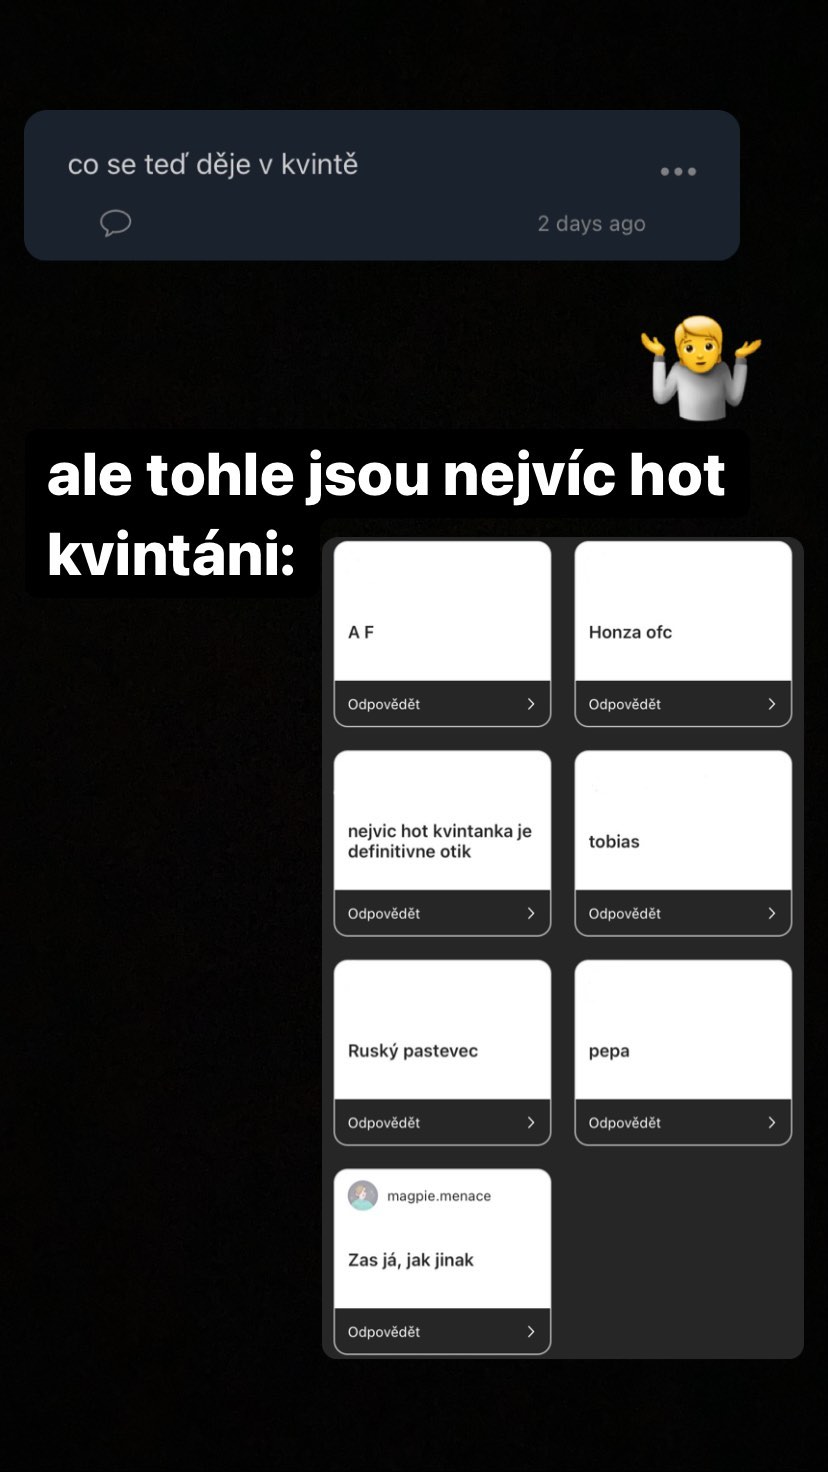 co se teď děje v kvintě
2 days ago
ale tohle jsou nejvíc hot
kvintáni:
A F
Odpovědět
Honza ofc
Odpovědět
nejvic hot kvintanka je
definitivne otik
Odpovědět
tobias
Odpovědět
Ruský pastevec
Odpovědět
pepa
Odpovědět
magpie.menace
Zas já, jak jinak
Odpovědět